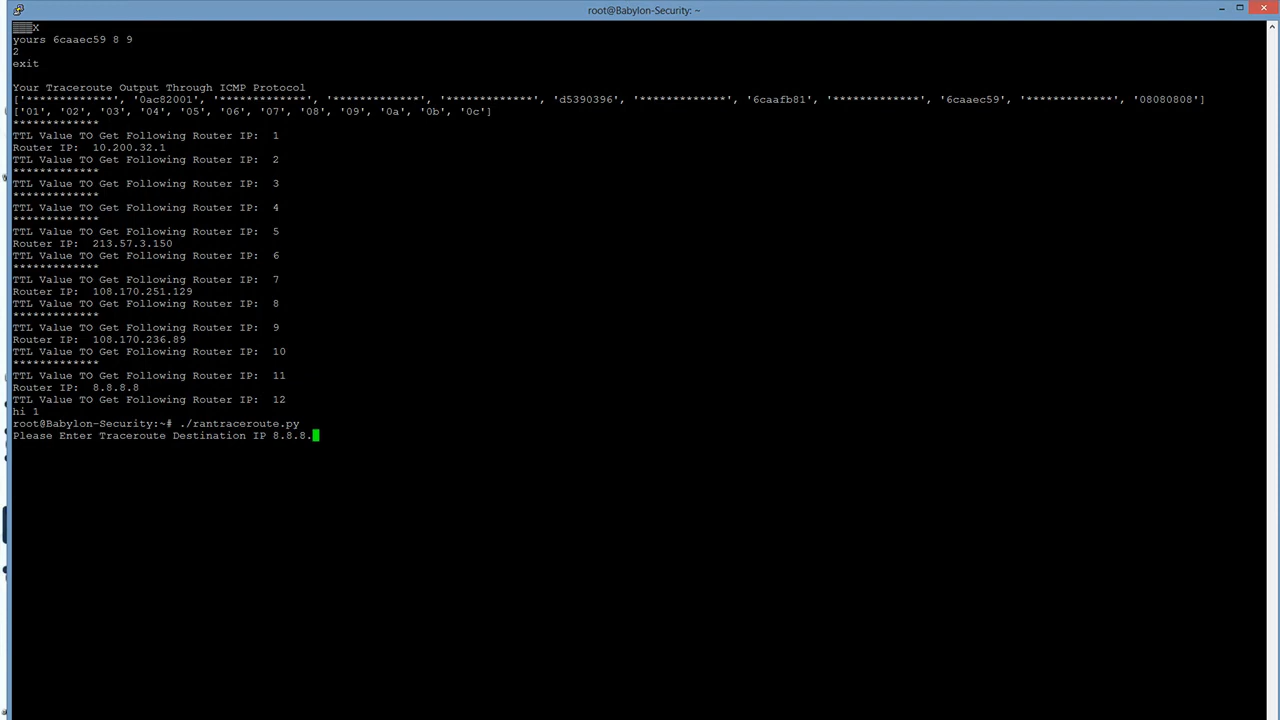 root@Babylon-Security: ~
X
yours 6caaec59 8 9
2
exit
Your Traceroute Output Through ICMP Protocol
['*************', '0ac82001', '*************', '*************', '*************', 'd5390396', '*************', '6caafb81', '*************', '6caaec59', '*************', '08080808']
['01', '02', '03', '04', '05', '06', '07', '08', '09', '0a', '0b', '0c']
*************
TTL Value TO Get Following Router IP:  1
Router IP:  10.200.32.1
TTL Value TO Get Following Router IP:  2
*************
TTL Value TO Get Following Router IP:  3
*************
TTL Value TO Get Following Router IP:  4
*************
TTL Value TO Get Following Router IP:  5
Router IP:  213.57.3.150
TTL Value TO Get Following Router IP:  6
*************
TTL Value TO Get Following Router IP:  7
Router IP:  108.170.251.129
TTL Value TO Get Following Router IP:  8
*************
TTL Value TO Get Following Router IP:  9
Router IP:  108.170.236.89
TTL Value TO Get Following Router IP:  10
*************
TTL Value TO Get Following Router IP:  11
Router IP:  8.8.8.8
TTL Value TO Get Following Router IP:  12
hi 1
root@Babylon-Security:~# ./rantraceroute.py
Please Enter Traceroute Destination IP 8.8.8.